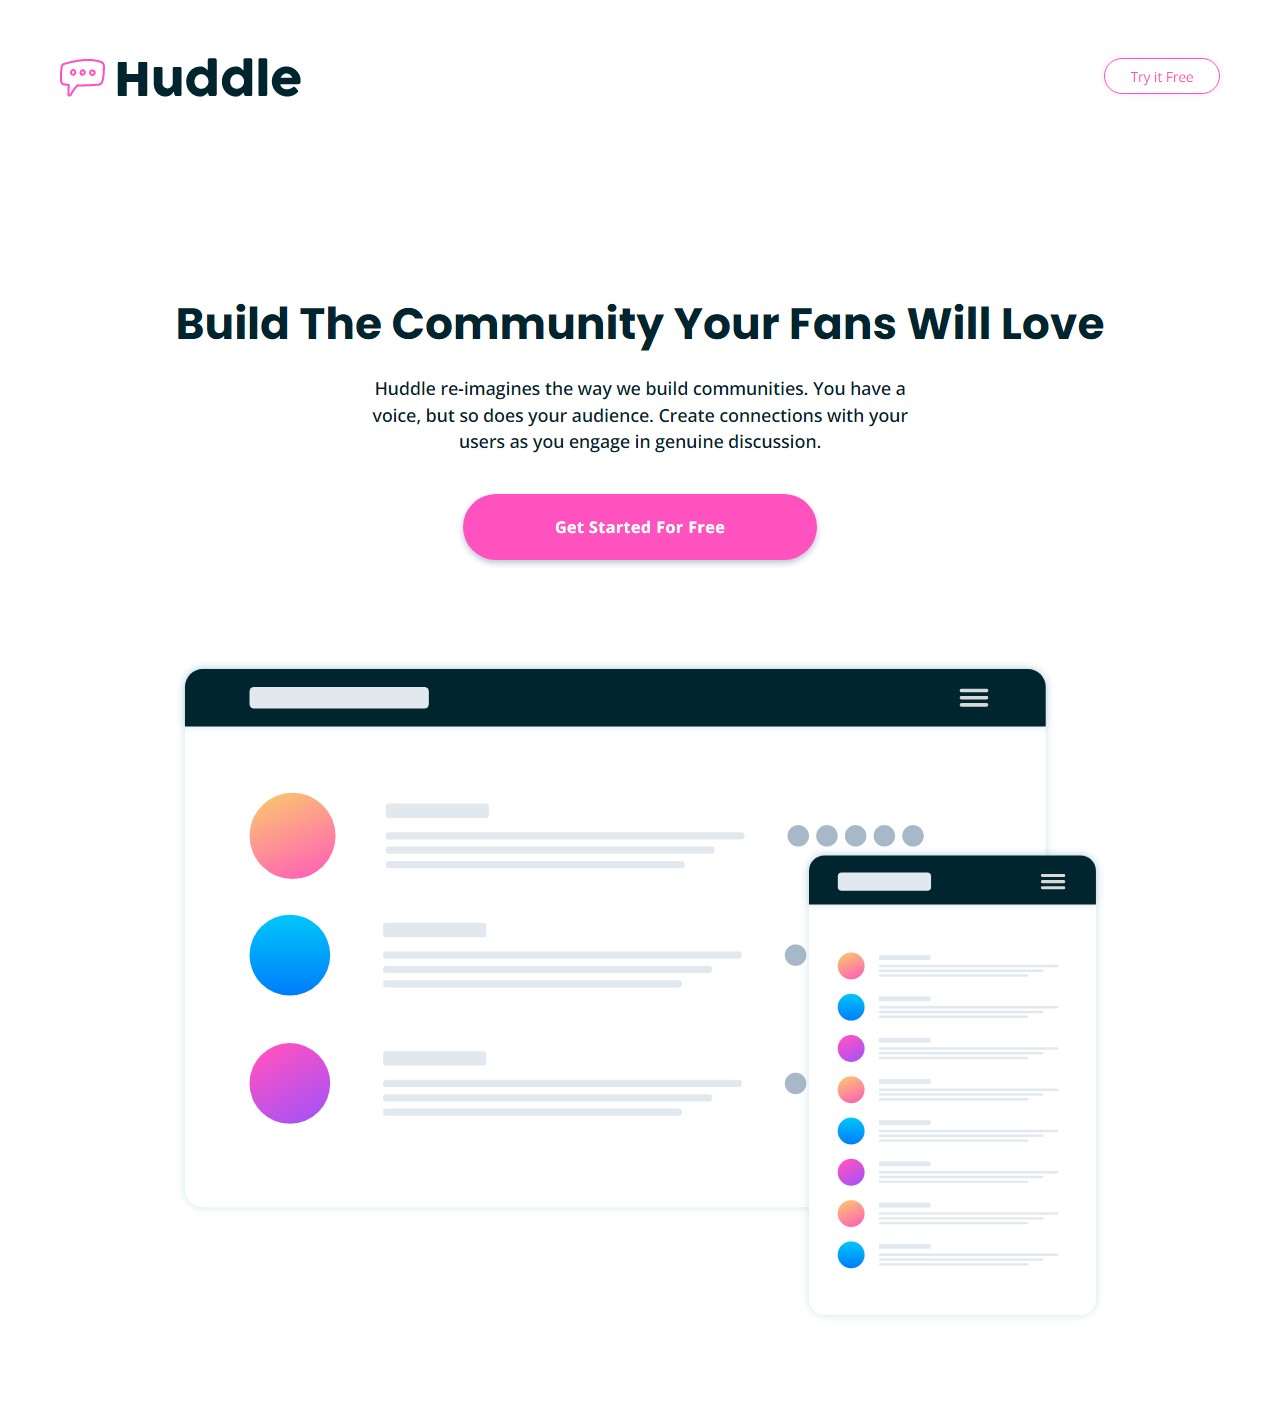 Huddle
Try it Free
Build The Community Your Fans Will Love
Huddle re-imagines the way we build communities. You have a
voice, but so does your audience. Create connections with your
users as you engage in genuine discussion.
Get Started For Free